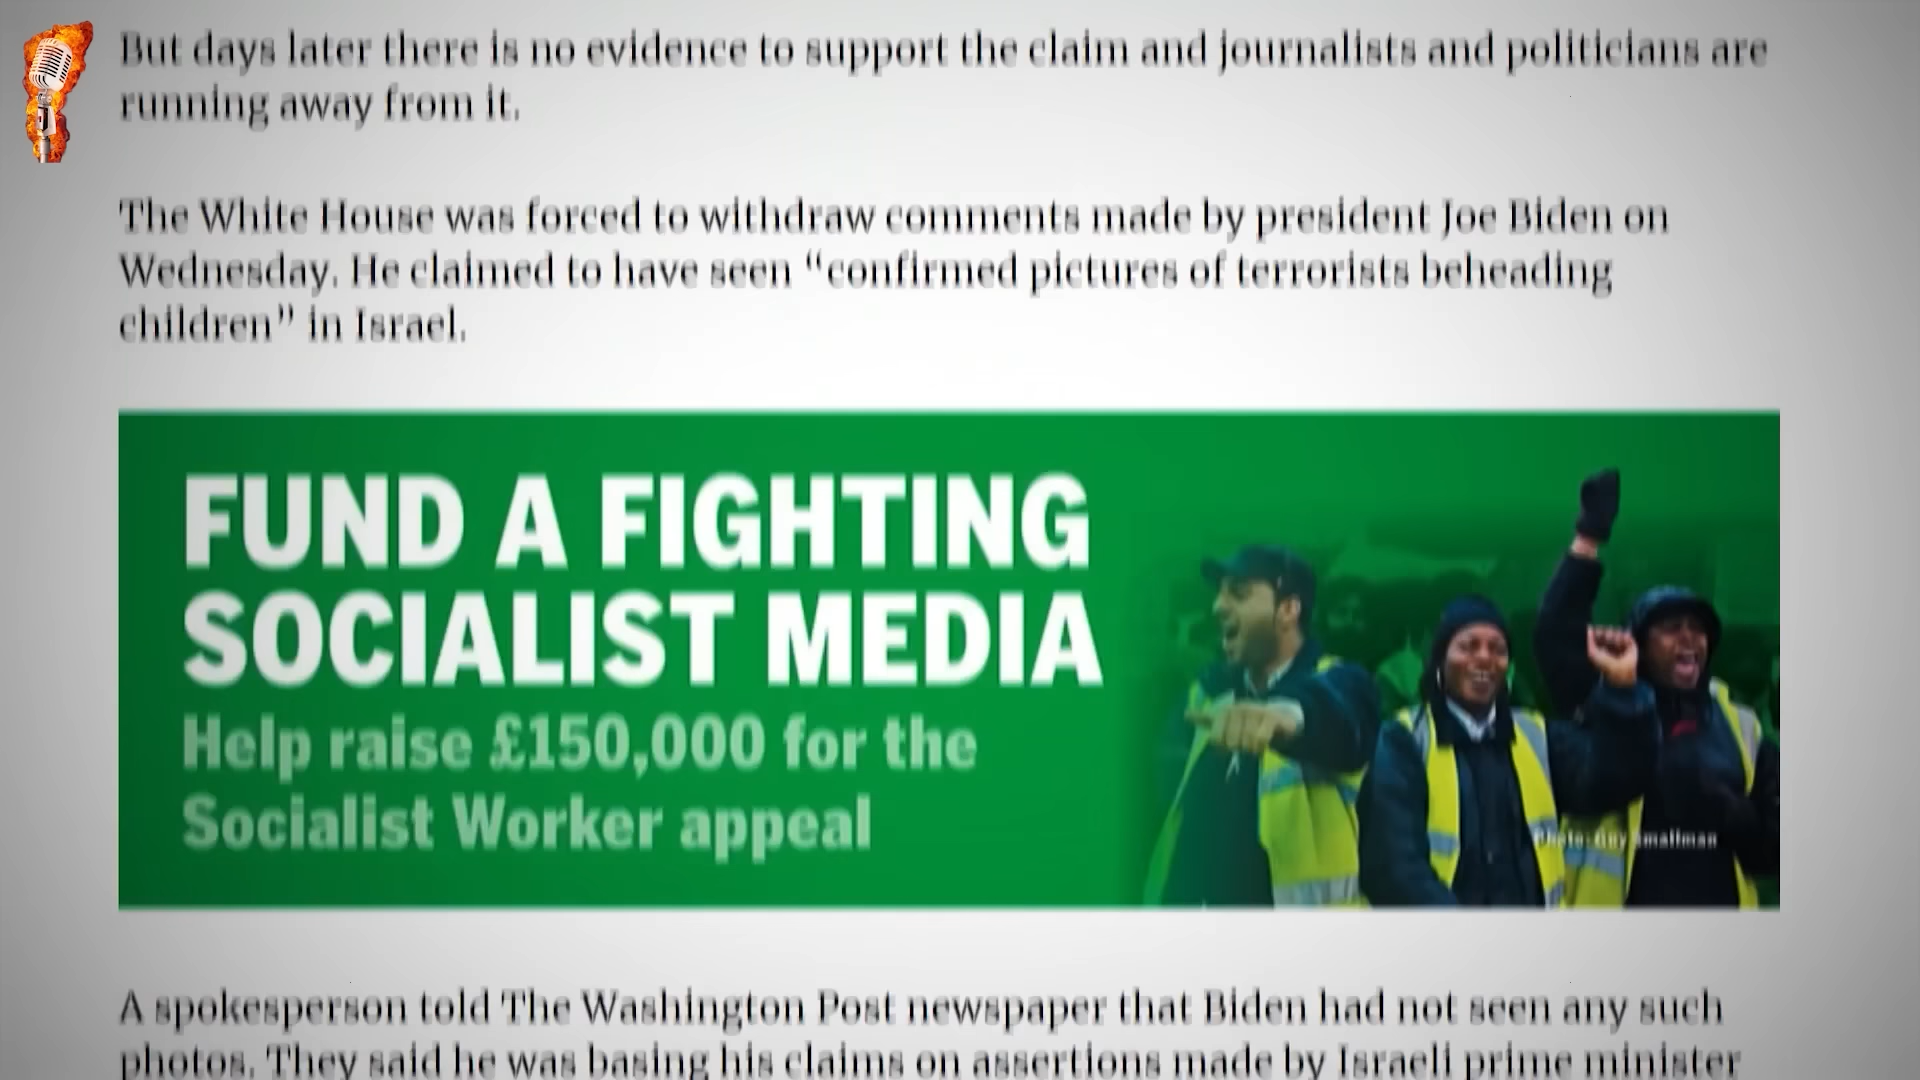 But days later there is no evidence to support the claim and journalists and politicians are
running away from it.
The White House was forced to withdraw comments made by president Joe Biden on
Wednesday. He claimed to have seen “confirmed pictures of terrorists beheading
children” in Israel.
FUND A FIGHTING
SOCIALIST MEDIA
Help raise £150,000 for the
Socialist Worker appeal
Photo: Guy Smallman
A spokesperson told The Washington Post newspaper that Biden had not seen any such
photos. They said he was basing his claims on assertions made by Israeli prime minister